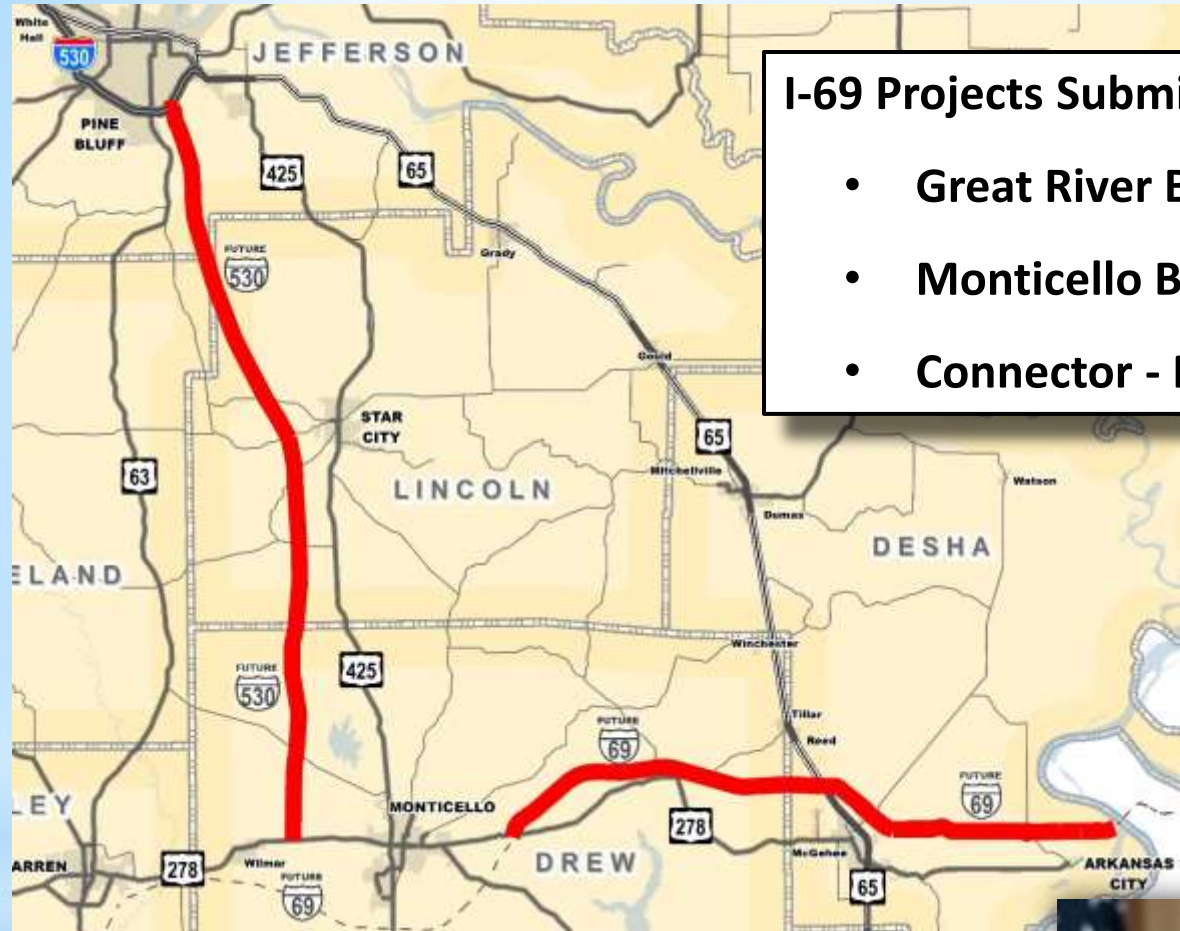 White
Hall
530
JEFFERSON
PINE
BLUFF
425
65
I-69 Projects Submi
• Great River
• Monticello
• Connector -
FUTURE
530
Grady
Gould
STAR
CITY
65
63
Mitchellville
Watson
LINCOLN
Dumas
DESHA
ELAND
Winchester
425
FUTURE
530
Tillar
FUTURE
69
Reed
FUTURE
69
LEY
MONTICELLO
278
McGehee
DREW
ARREN
278
Wilmar
FUTURE
69
65
ARKANSAS
CITY